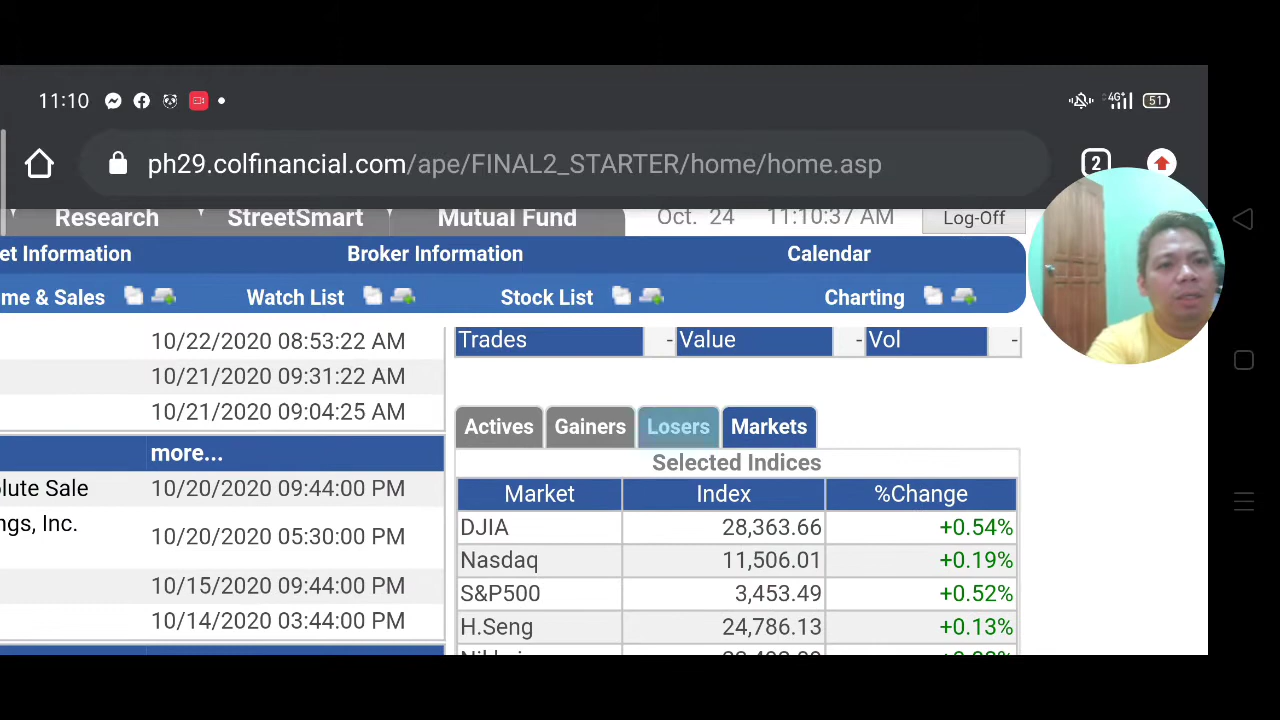 11:10
4G+
51
ph29.colfinancial.com/ape/FINAL2_STARTER/home/home.asp
2
Research StreetSmart Mutual Fund Oct. 24 11:10:37 AM Log-Off
et Information Broker Information Calendar
me & Sales Watch List Stock List Charting
10/22/2020 08:53:22 AM
10/21/2020 09:31:22 AM
10/21/2020 09:04:25 AM
more...
olute Sale 10/20/2020 09:44:00 PM
ngs, Inc. 10/20/2020 05:30:00 PM
10/15/2020 09:44:00 PM
10/14/2020 03:44:00 PM
Trades - Value - Vol -
Actives Gainers Losers Markets
Selected Indices
Market Index %Change
DJIA 28,363.66 +0.54%
Nasdaq 11,506.01 +0.19%
S&P500 3,453.49 +0.52%
H.Seng 24,786.13 +0.13%